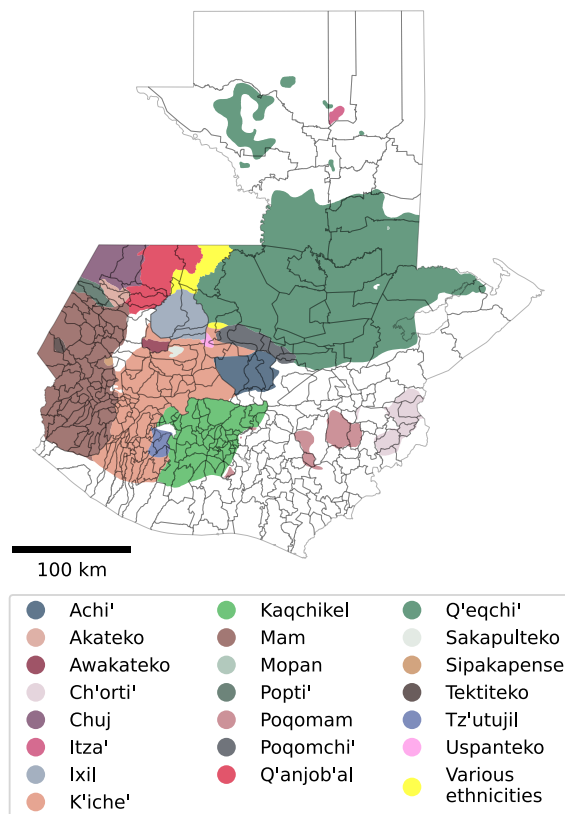 100 km
Achi'
Akateko
Awakateko
Ch'orti'
Chuj
Itza'
Ixil
K'iche'
Kaqchikel
Mam
Mopan
Popti'
Poqomam
Poqomchi'
Q'anjob'al
Q'eqchi'
Sakapulteko
Sipakapense
Tektiteko
Tz'utujil
Uspanteko
Various
ethnicities